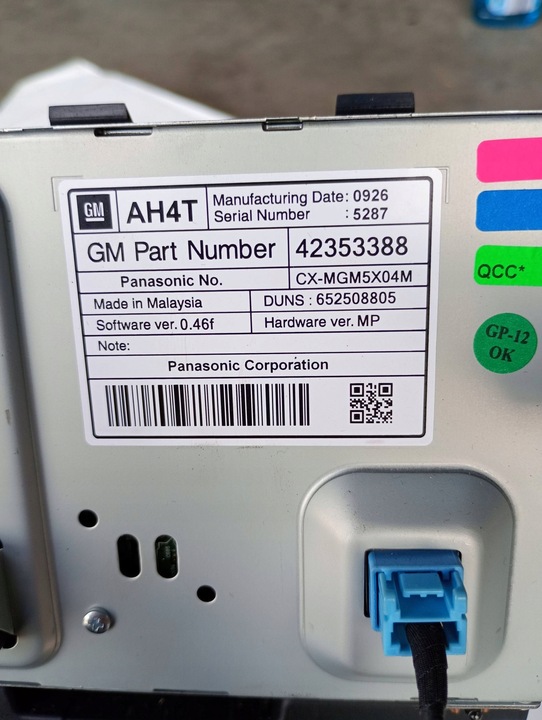 GM
AH4T
Manufacturing Date: 0926
Serial Number : 5287
GM Part Number 42353388
Panasonic No. CX-MGM5X04M
Made in Malaysia DUNS : 652508805
Software ver. 0.46f Hardware ver. MP
Note:
Panasonic Corporation
QCC*
GP-12
OK